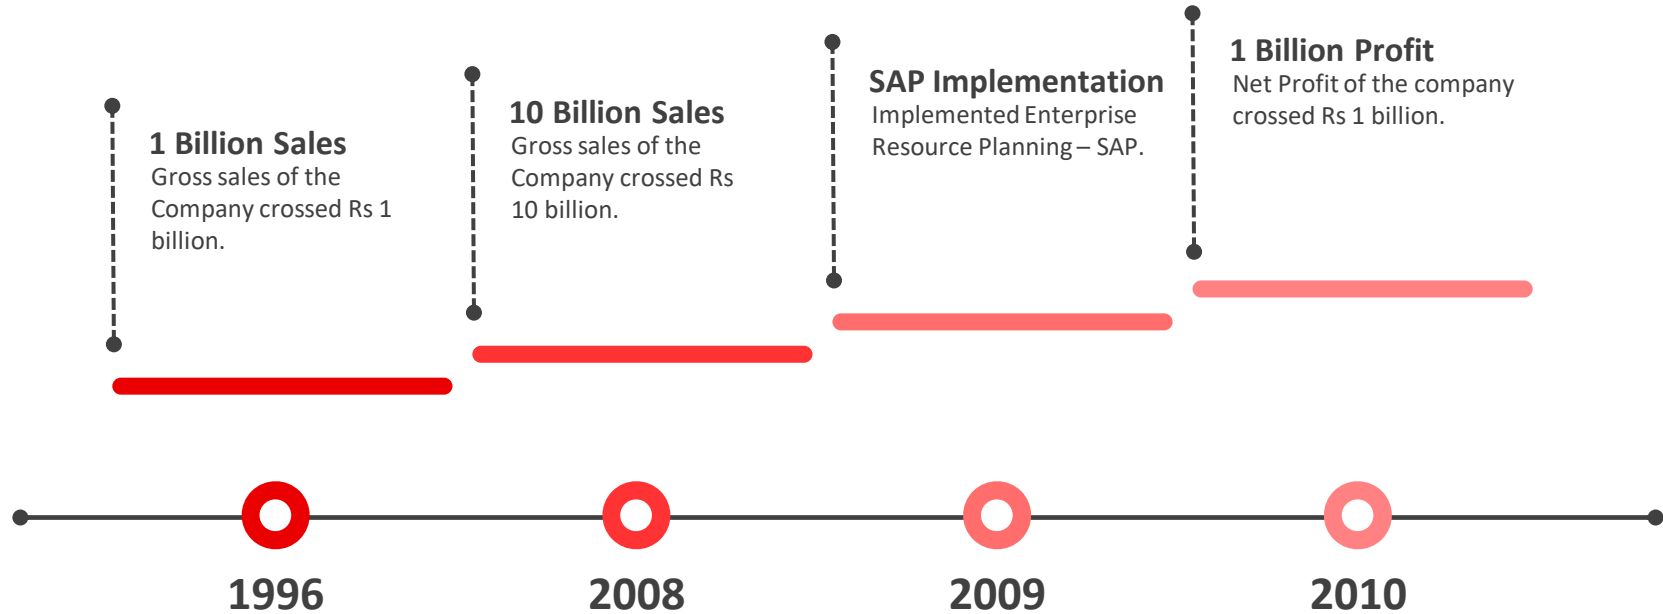 1 Billion Sales
Gross sales of the
Company crossed Rs 1
billion.
10 Billion Sales
Gross sales of the
Company crossed Rs
10 billion.
SAP Implementation
Implemented Enterprise
Resource Planning – SAP.
1 Billion Profit
Net Profit of the company
crossed Rs 1 billion.
1996
2008
2009
2010